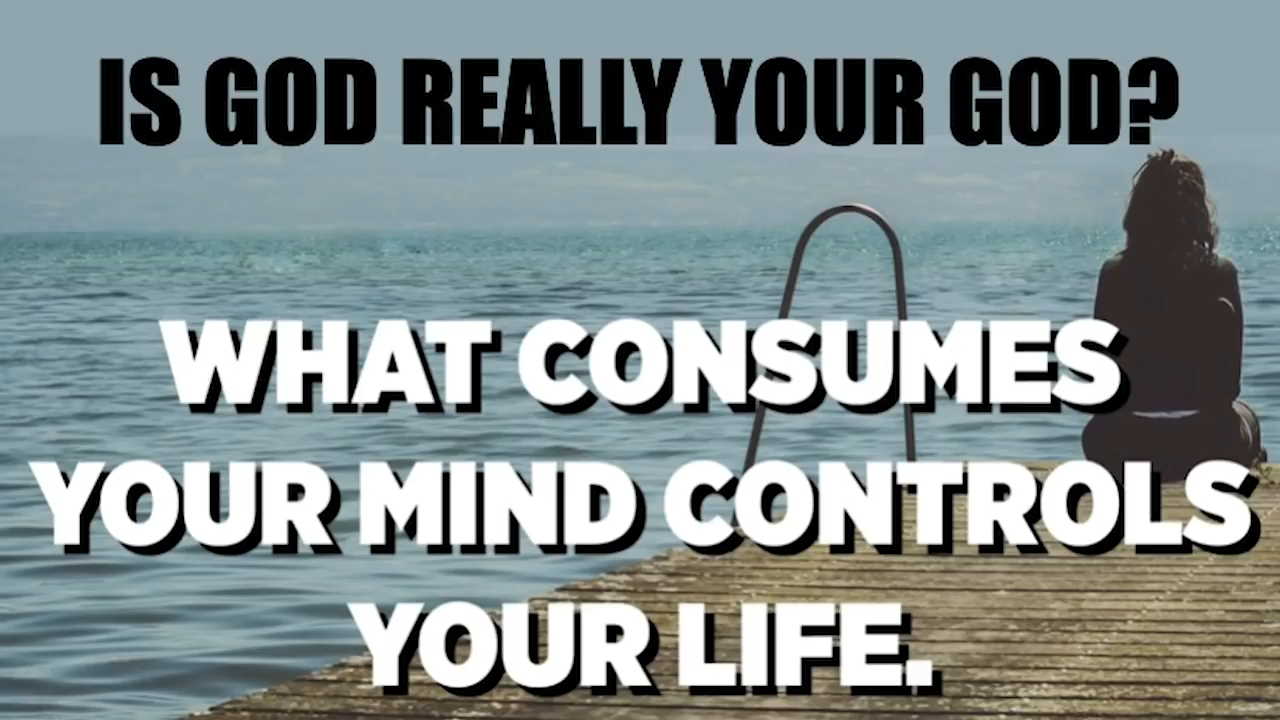 IS GOD REALLY YOUR GOD?
WHAT CONSUMES
YOUR MIND CONTROLS
YOUR LIFE.